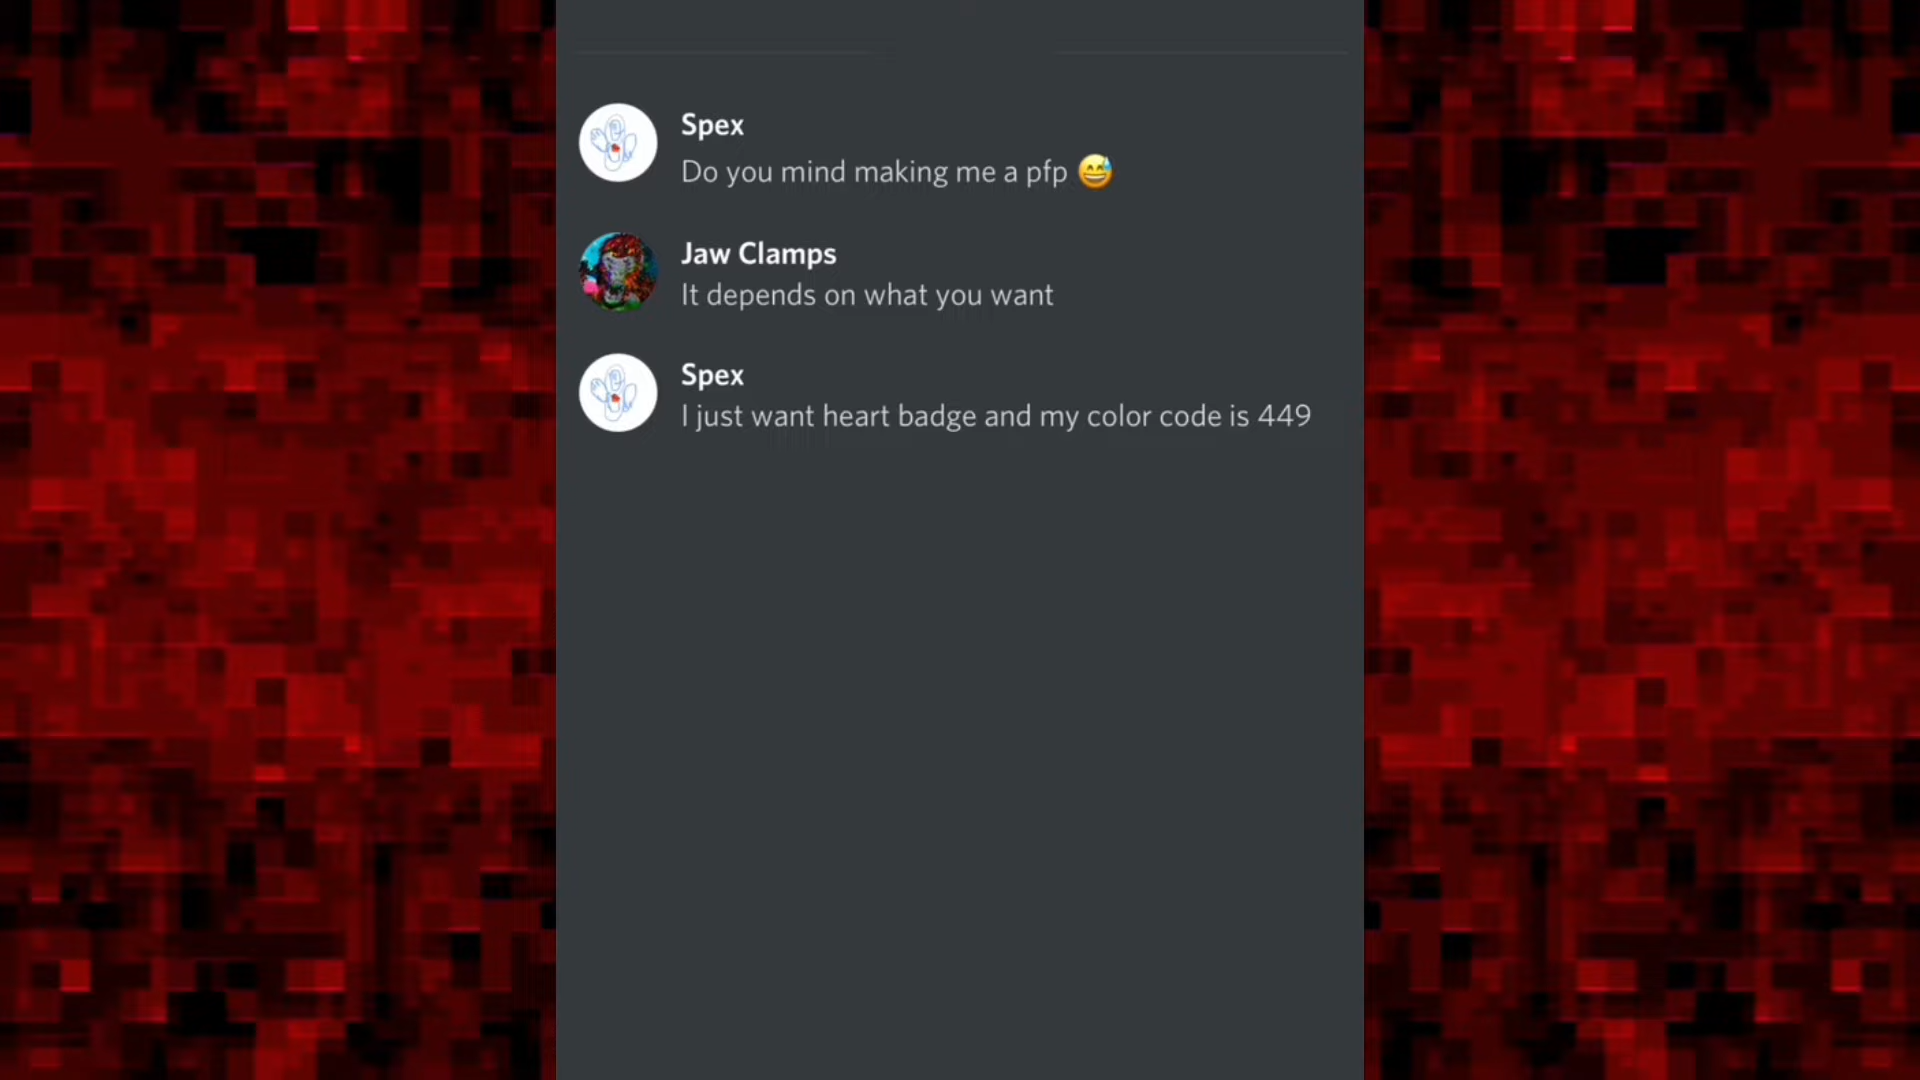 Spex
Do you mind making me a pfp 😅
Jaw Clamps
It depends on what you want
Spex
I just want heart badge and my color code is 449